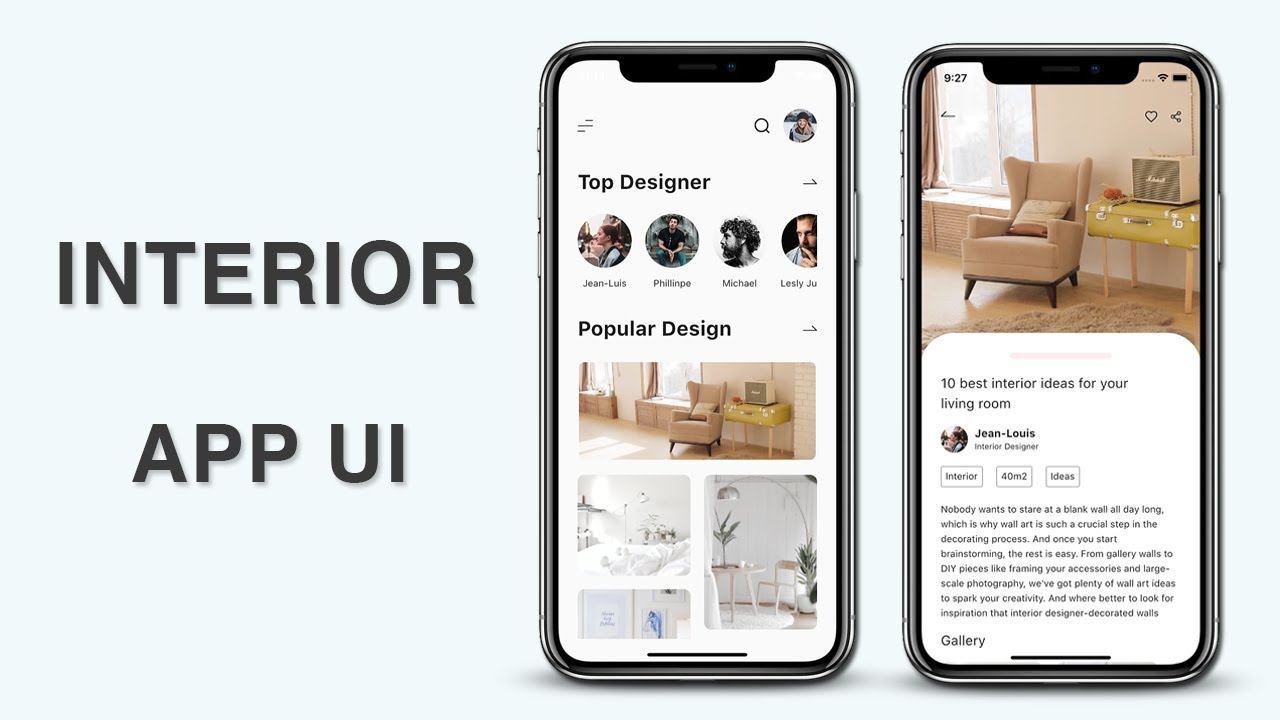 INTERIOR
APP UI
Top Designer
Jean-Luis
Phillinpe
Michael
Lesly Ju
Popular Design
9:27
Marshall
10 best interior ideas for your
living room
Jean-Louis
Interior Designer
Interior
40m2
Ideas
Nobody wants to stare at a blank wall all day long,
which is why wall art is such a crucial step in the
decorating process. And once you start
brainstorming, the rest is easy. From gallery walls to
DIY pieces like framing your accessories and large-
scale photography, we've got plenty of wall art ideas
to spark your creativity. And where better to look for
inspiration that interior designer-decorated walls
Gallery